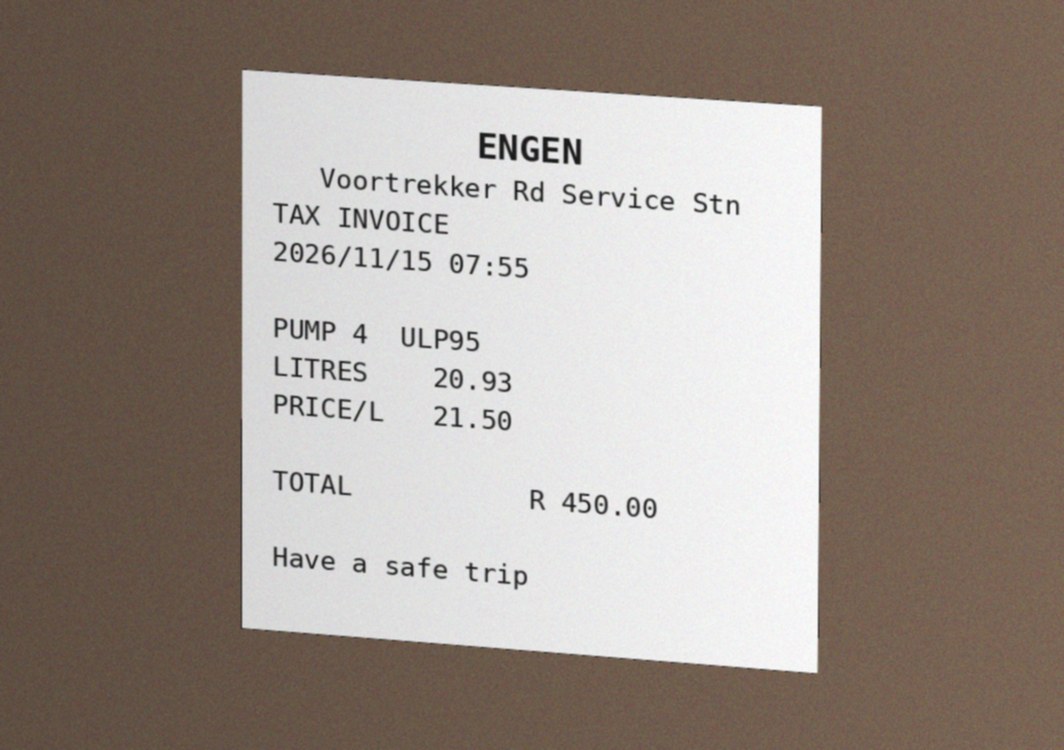 ENGEN
Voortrekker Rd Service Stn
TAX INVOICE
2026/11/15 07:55
PUMP 4 ULP95
LITRES 20.93
PRICE/L 21.50
TOTAL R 450.00
Have a safe trip